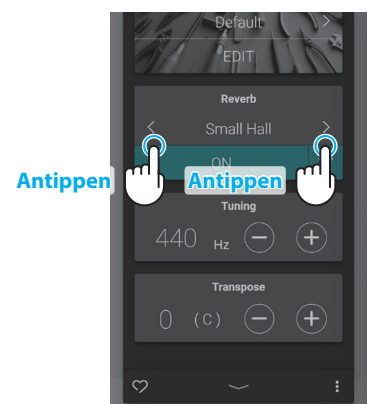 Default
EDIT
Reverb
Small Hall
ON
Antippen
Antippen
Tuning
440 Hz
Transpose
0 (C)